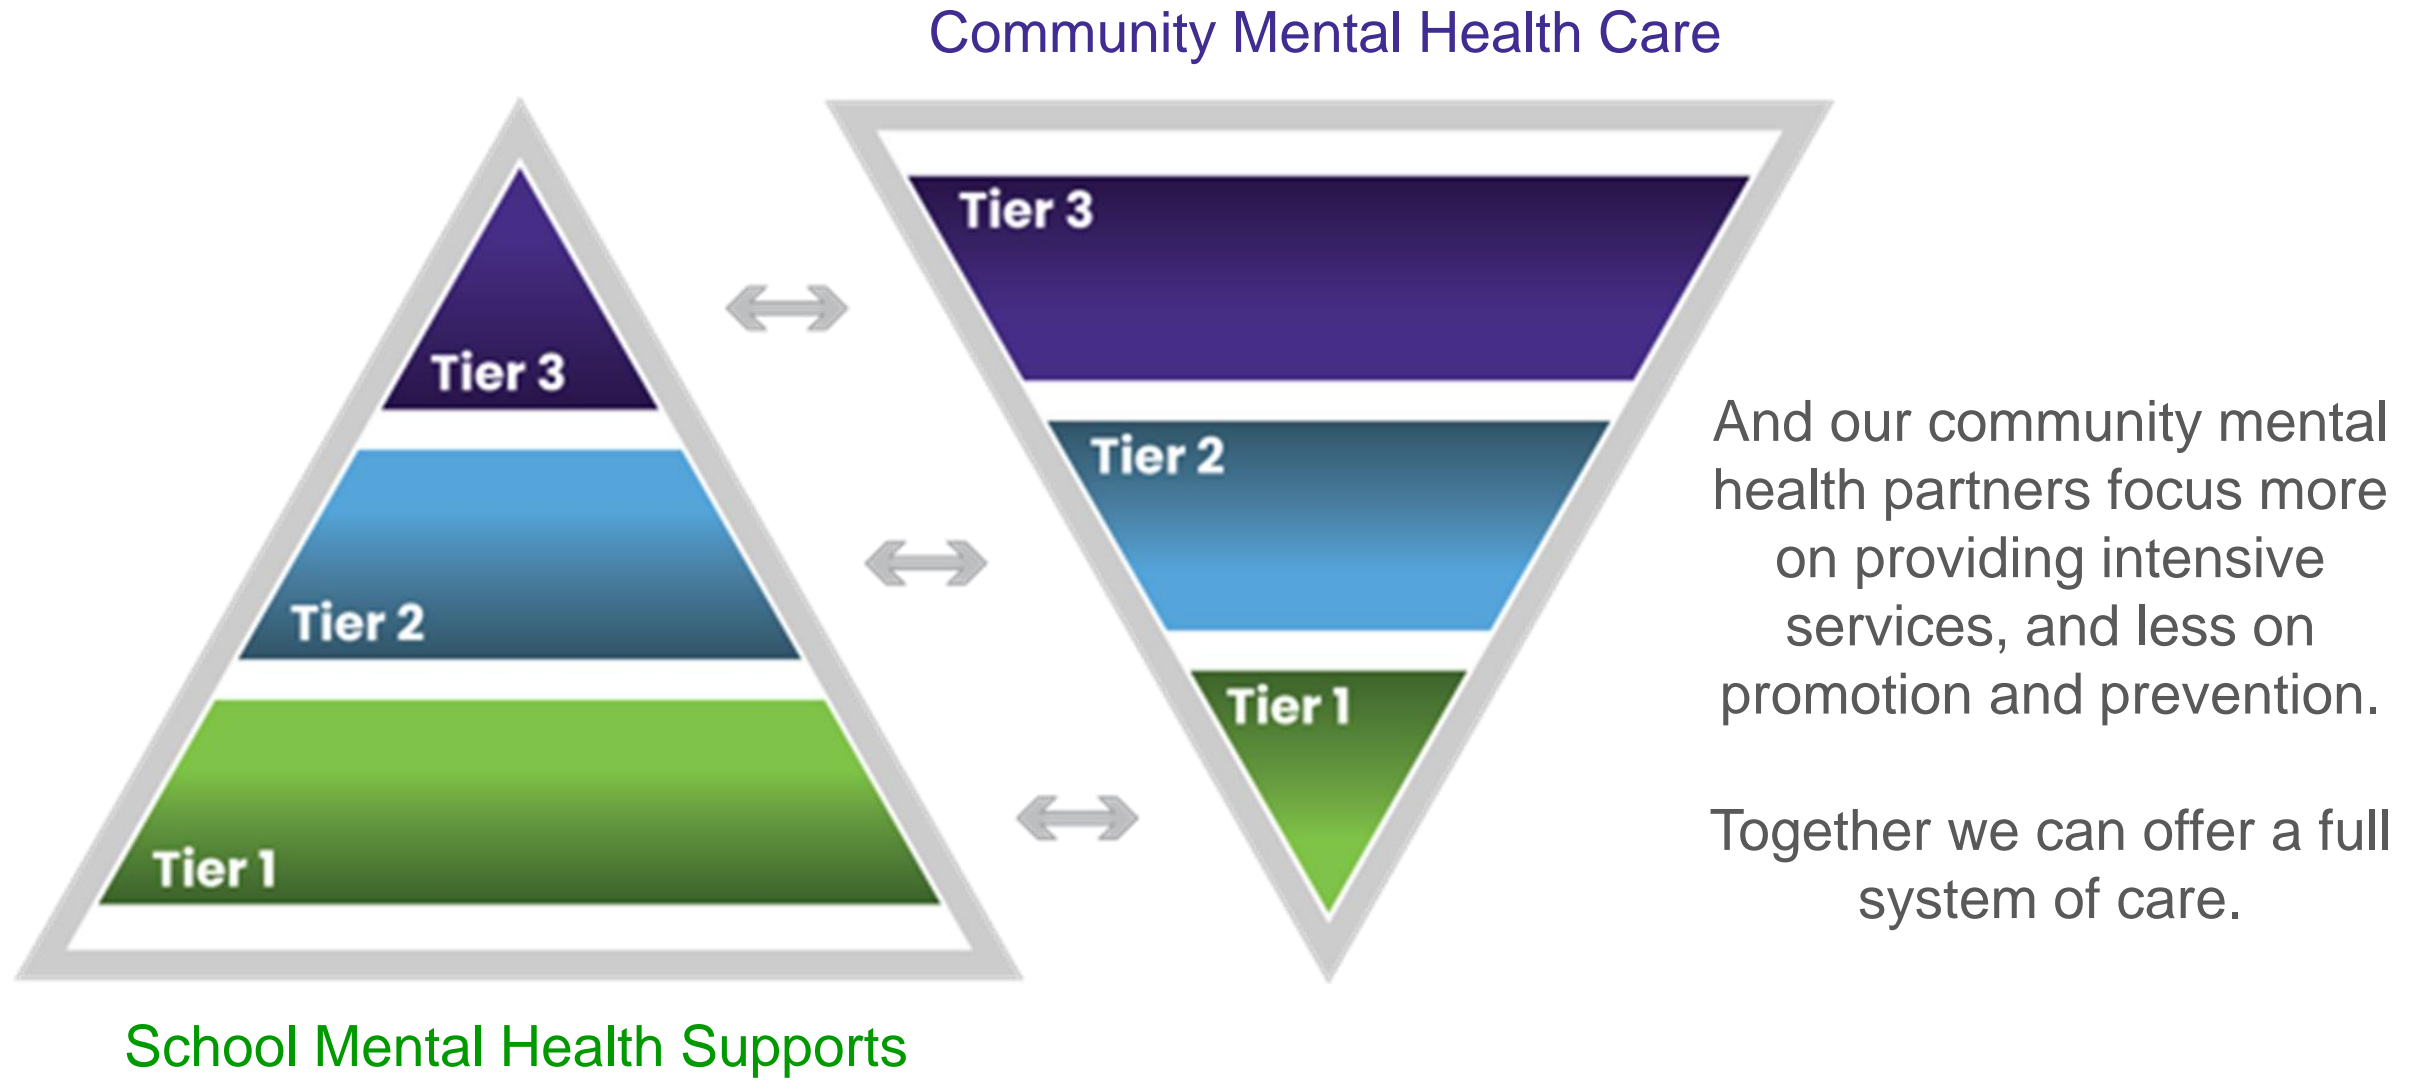 Community Mental Health Care
Tier 3
Tier 2
Tier 1
Tier 3
Tier 2
Tier 1
And our community mental
health partners focus more
on providing intensive
services, and less on
promotion and prevention.
Together we can offer a full
system of care.
School Mental Health Supports